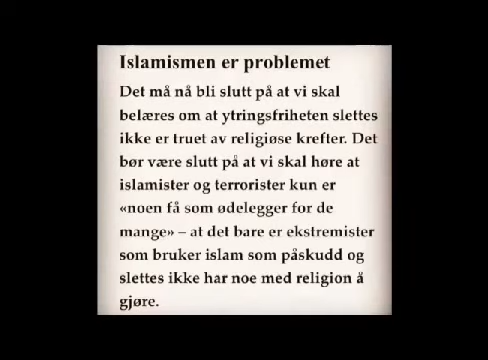 Islamismen er problemet
Det må nå bli slutt på at vi skal
belæres om at ytringsfriheten slettes
ikke er truet av religiøse krefter. Det
bør være slutt på at vi skal høre at
islamister og terrorister kun er
«noen få som ødelegger for de
mange» – at det bare er ekstremister
som bruker islam som påskudd og
slettes ikke har noe med religion å
gjøre.